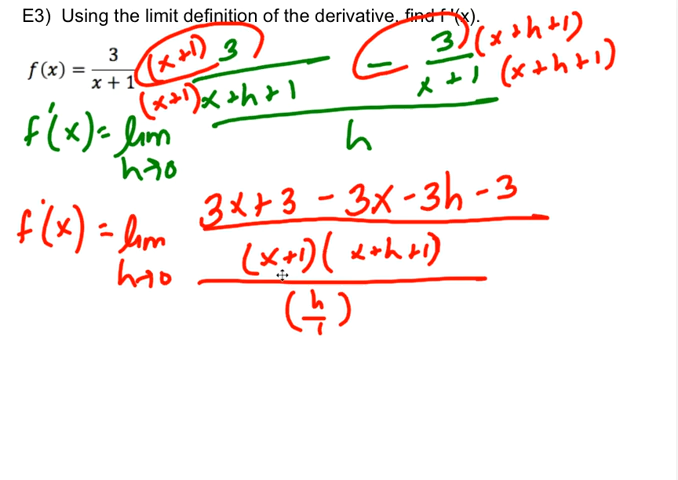 E3) Using the limit definition of the derivative, find f'(x).
f(x) = 3 / (x + 1)
(x+1) 3 − 3 (x+h+1)
(x+1) x+h+1 x+1 (x+h+1)
f'(x) = lim
h→0
h
3x+3 − 3x − 3h − 3
f'(x) = lim (x+1)( x+h+1)
h→0
(h/1)